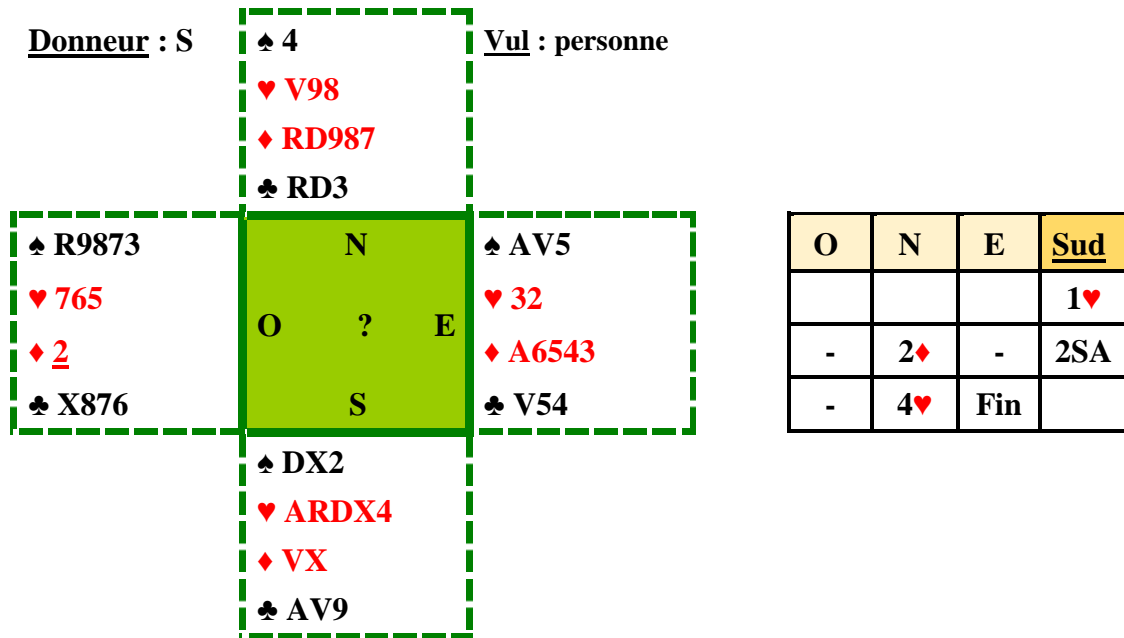 Donneur : S
♠ 4
Vul : personne
♥ V98
♦ RD987
♣ RD3
♠ R9873
♥ 765
♦ 2
♣ X876
N
O ? E
S
♠ AV5
♥ 32
♦ A6543
♣ V54
O N E Sud
1♥
- 2♦ - 2SA
- 4♥ Fin
♠ DX2
♥ ARDX4
♦ VX
♣ AV9